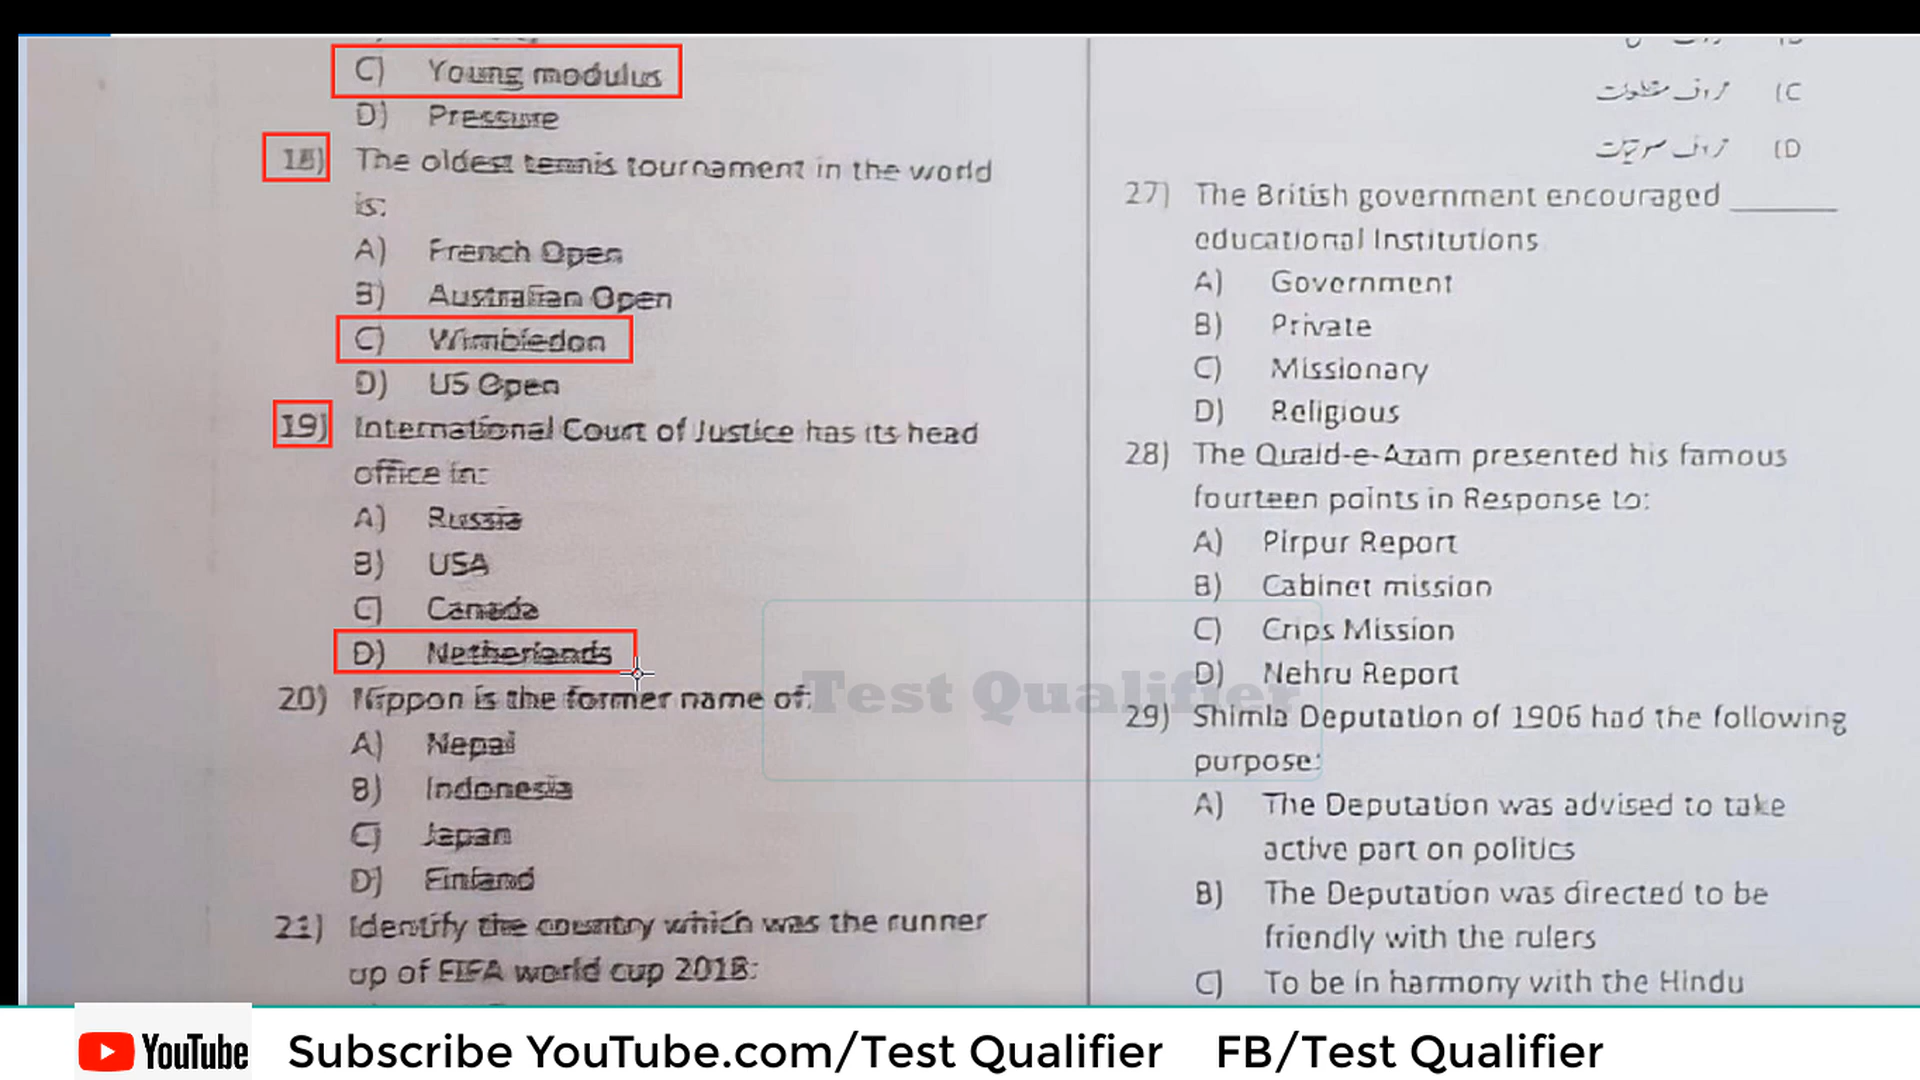 C) Young modulus
D) Pressure
18) The oldest tennis tournament in the world
is:
A) French Open
B) Australian Open
C) Wimbledon
D) US Open
19) International Court of Justice has its head
office in:
A) Russia
B) USA
C) Canada
D) Netherlands
20) Nippon is the former name of:
A) Nepal
B) Indonesia
C) Japan
D) Finland
21) Identify the country which was the runner
up of FIFA world cup 2018:
(C
حروف
(D
حروف
27) The British government encouraged ______
educational Institutions
A) Government
B) Private
C) Missionary
D) Religious
28) The Quaid-e-Azam presented his famous
fourteen points in Response to:
A) Pirpur Report
B) Cabinet mission
C) Crips Mission
D) Nehru Report
29) Shimla Deputation of 1906 had the following
purpose:
A) The Deputation was advised to take
active part on politics
B) The Deputation was directed to be
friendly with the rulers
C) To be in harmony with the Hindu
Test Qualifier
YouTube
Subscribe YouTube.com/Test Qualifier FB/Test Qualifier